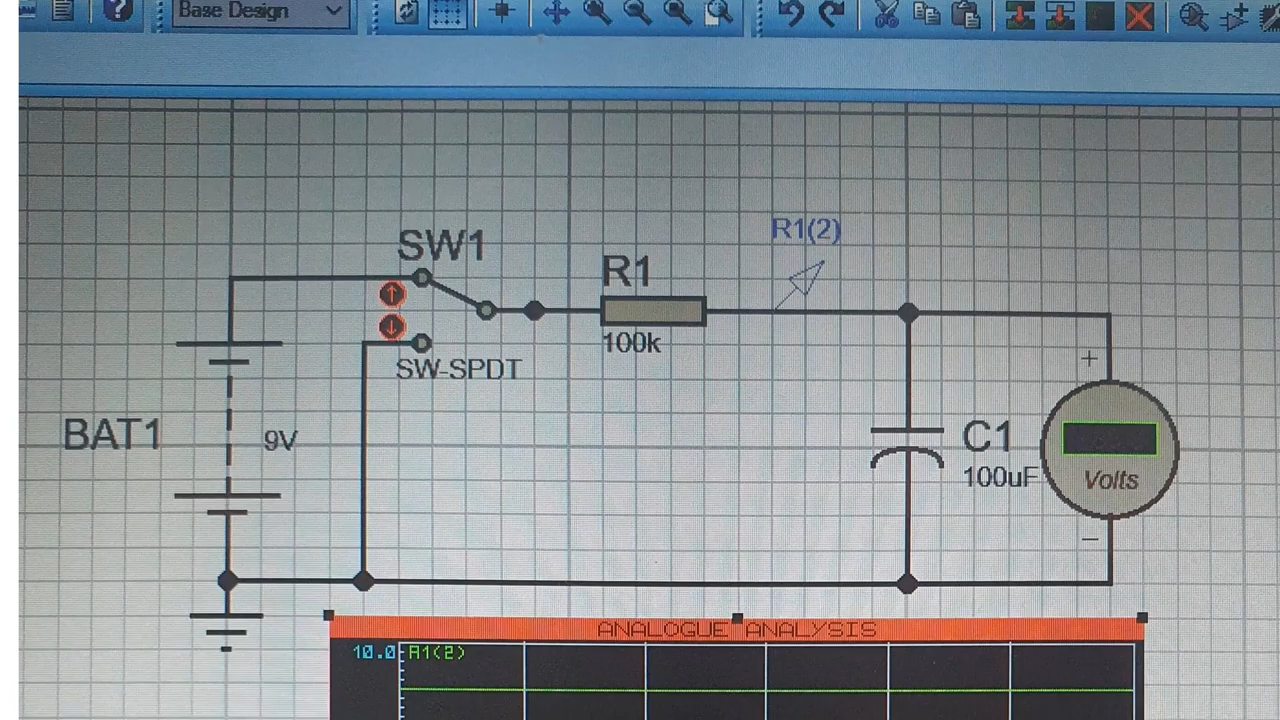 Base Design
R1(2)
SW1
R1
100k
SW-SPDT
BAT1
9V
+
C1
100uF
Volts
−
ANALOGUE ANALYSIS
10.0
R1(2)